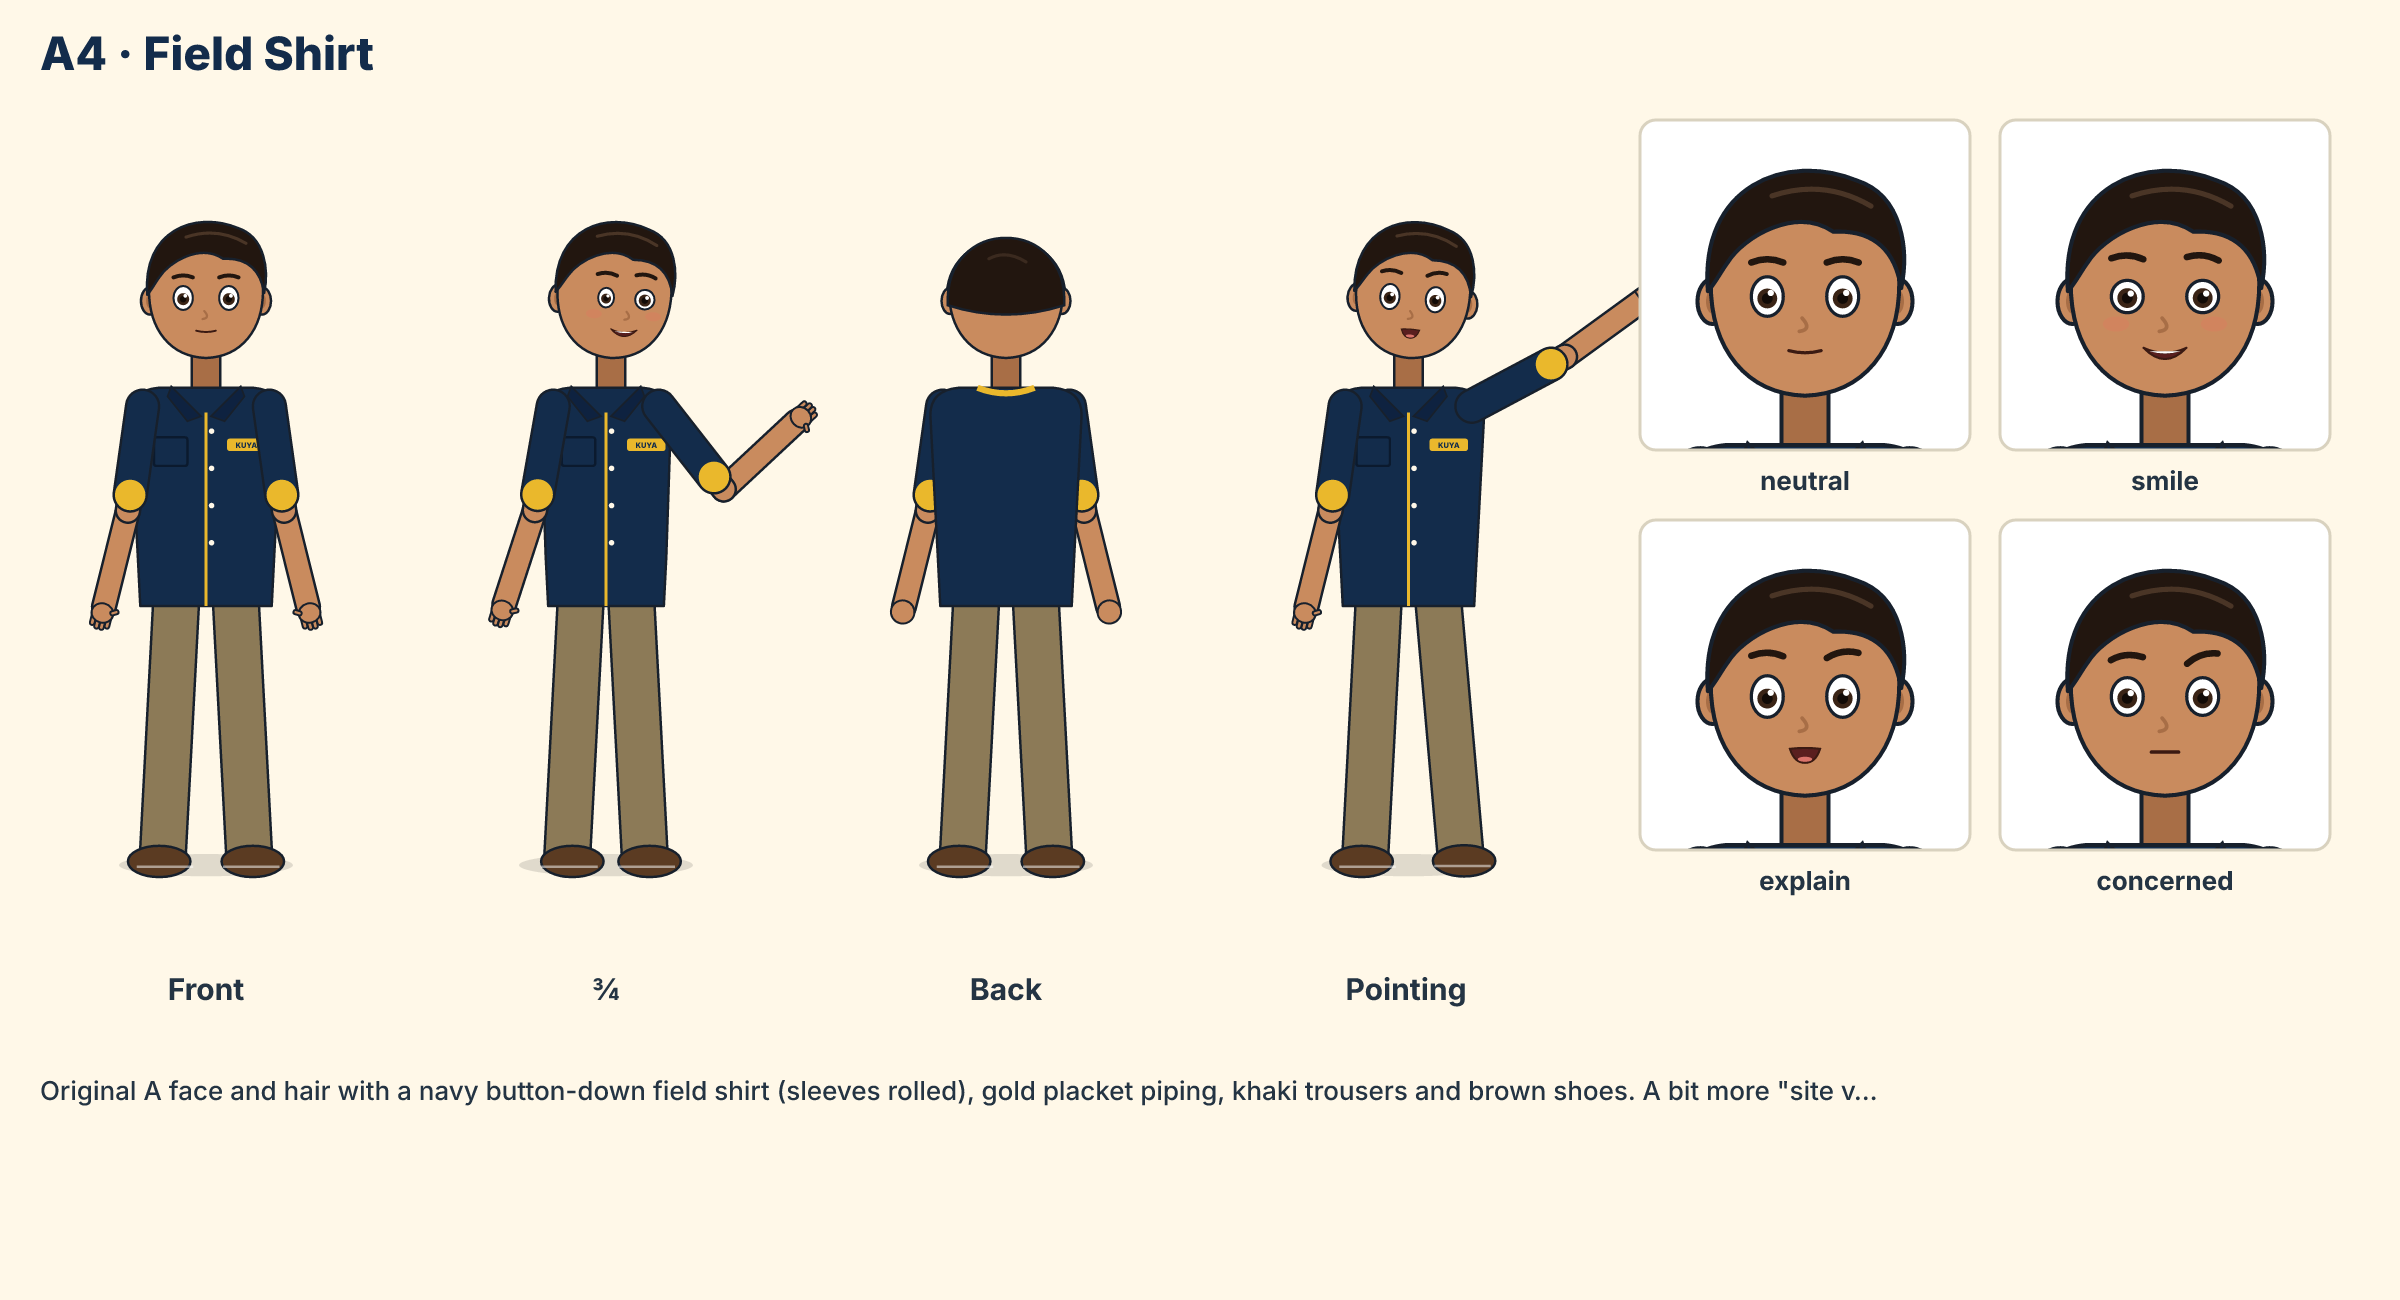 A4 · Field Shirt
KUYA
KUYA
KUYA
neutral
smile
explain
concerned
Front
¾
Back
Pointing
Original A face and hair with a navy button-down field shirt (sleeves rolled), gold placket piping, khaki trousers and brown shoes. A bit more "site v...